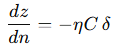 dz/dn = −ηC δ